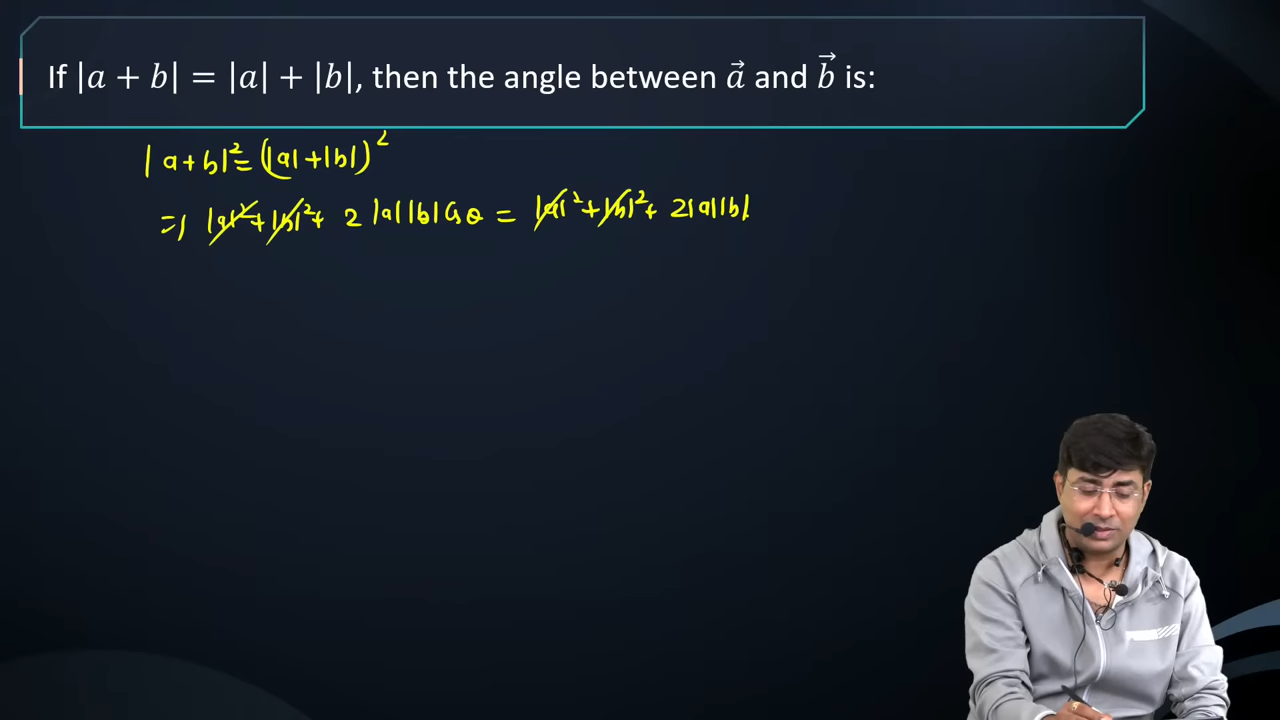 If |a + b| = |a| + |b|, then the angle between a⃗ and b⃗ is:
|a+b|² = (|a|+|b|)²
⇒ |a|²+|b|²+ 2|a||b|Cosθ = |a|²+|b|²+ 2|a||b|